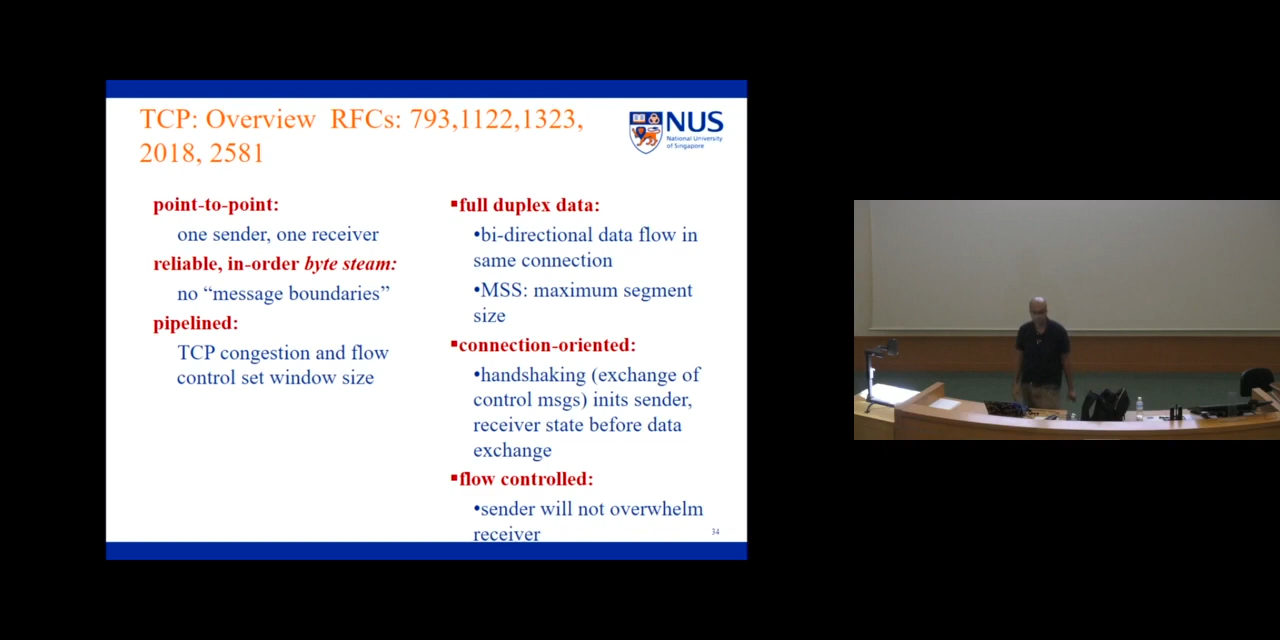 TCP: Overview RFCs: 793,1122,1323,
2018, 2581
NUS
National University
of Singapore
point-to-point:
one sender, one receiver
reliable, in-order byte steam:
no “message boundaries”
pipelined:
TCP congestion and flow
control set window size
▪full duplex data:
•bi-directional data flow in
same connection
•MSS: maximum segment
size
▪connection-oriented:
•handshaking (exchange of
control msgs) inits sender,
receiver state before data
exchange
▪flow controlled:
•sender will not overwhelm
receiver
34